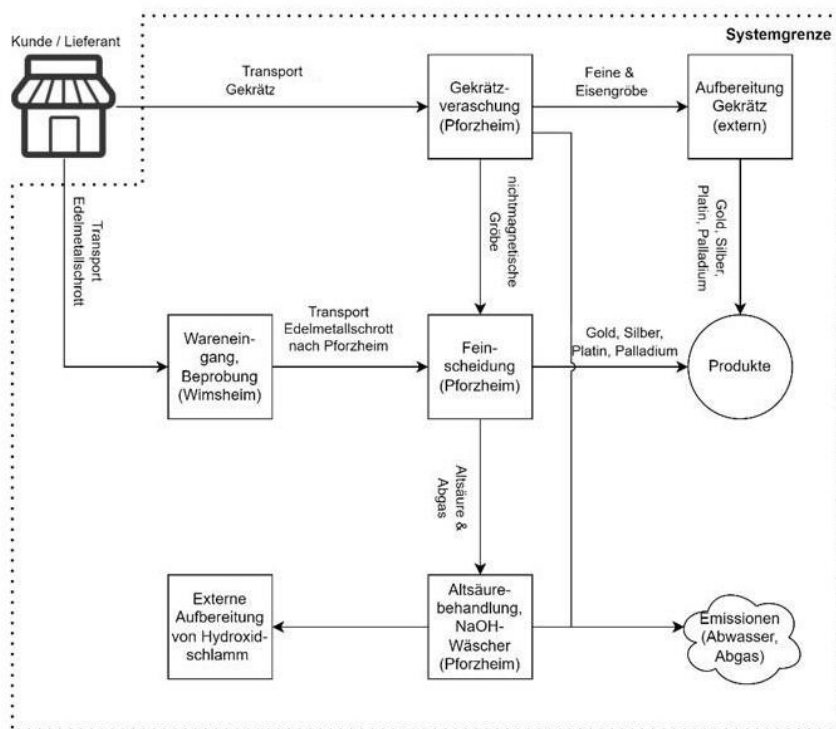 Systemgrenze
Kunde / Lieferant
Transport
Gekrätz
Gekrätz-
veraschung
(Pforzheim)
Feine &
Eisengröbe
Aufbereitung
Gekrätz
(extern)
Transport
Edelmetallschrott
nichtmagnetische
Gröbe
Gold, Silber,
Platin, Palladium
Wareneingang,
Beprobung
(Wimsheim)
Transport
Edelmetallschrott
nach Pforzheim
Fein-
scheidung
(Pforzheim)
Gold, Silber,
Platin, Palladium
Produkte
Altsäure &
Abgas
Externe
Aufbereitung
von Hydroxid-
schlamm
Altsäure-
behandlung,
NaOH-
Wäscher
(Pforzheim)
Emissionen
(Abwasser,
Abgas)